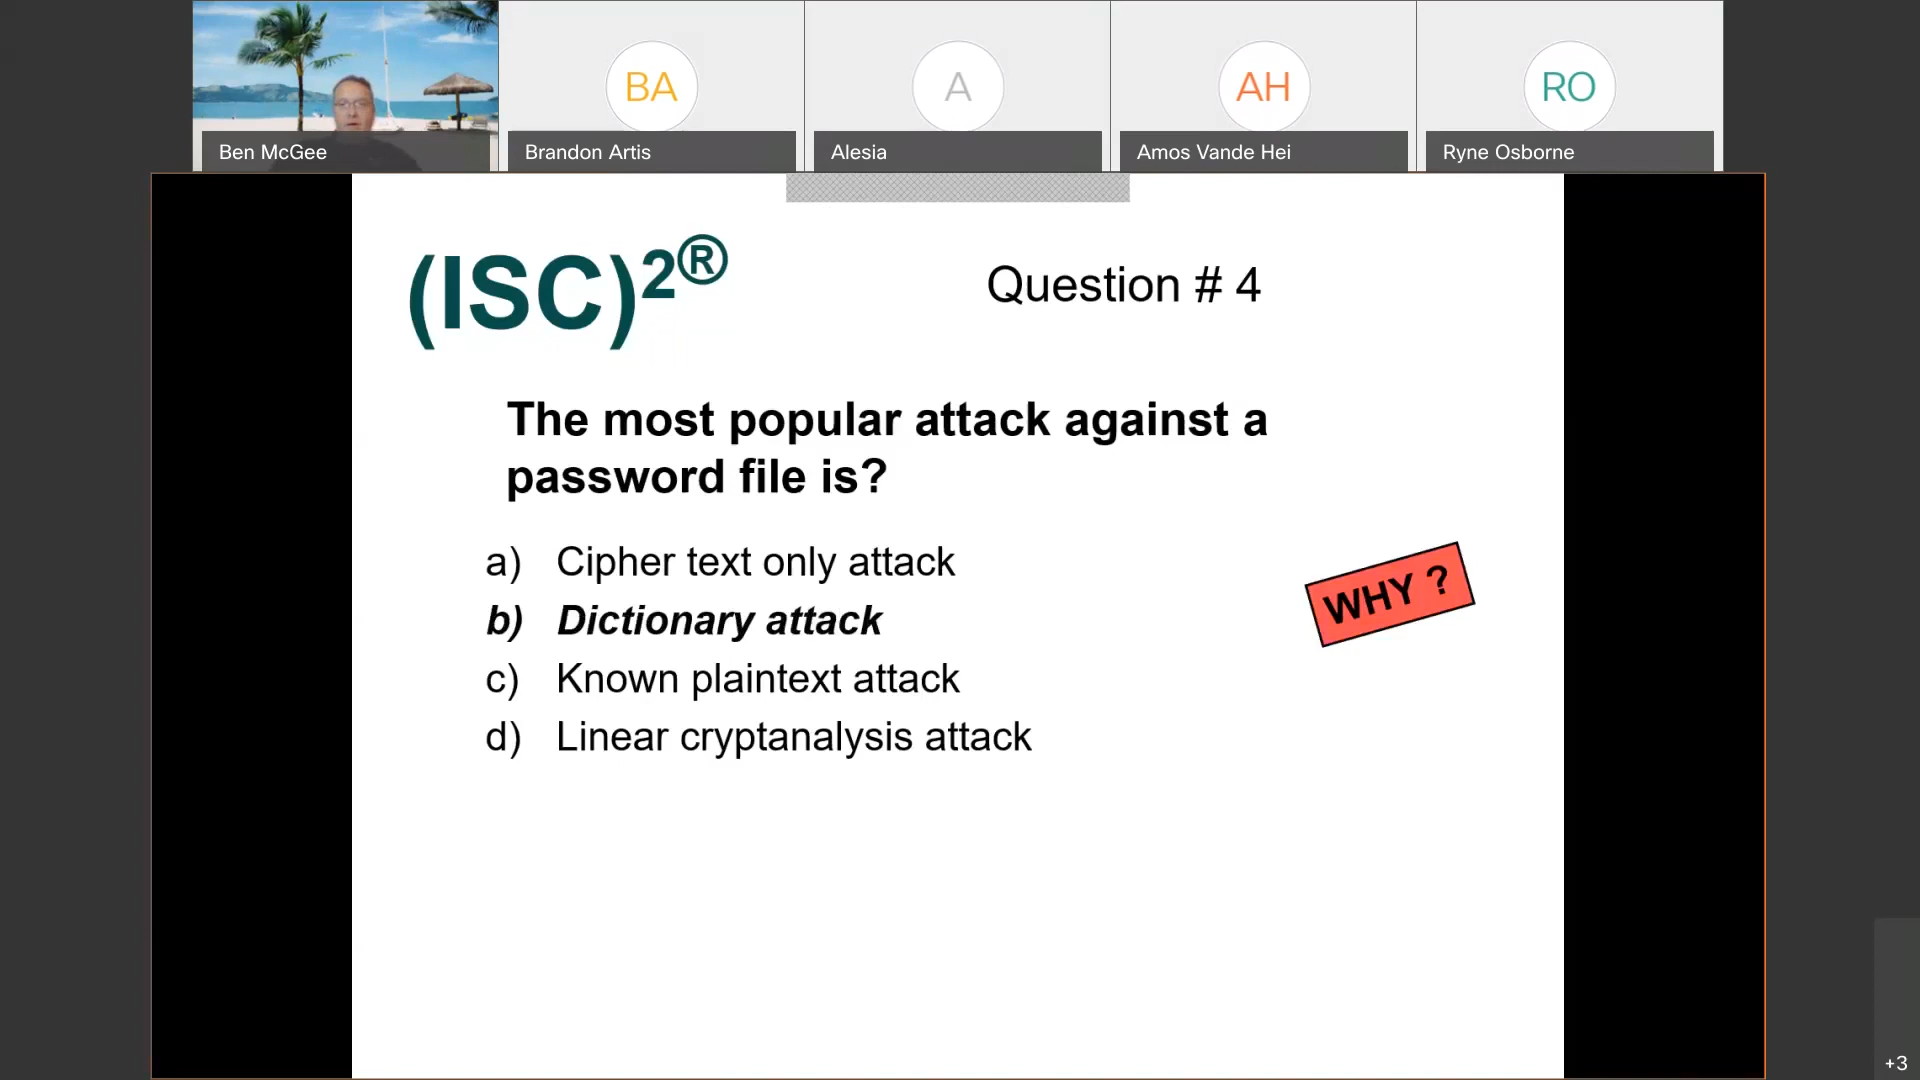 BA
A
AH
RO
Ben McGee
Brandon Artis
Alesia
Amos Vande Hei
Ryne Osborne
(ISC)2®
Question # 4
The most popular attack against a
password file is?
a) Cipher text only attack
b) Dictionary attack
WHY ?
c) Known plaintext attack
d) Linear cryptanalysis attack
+3